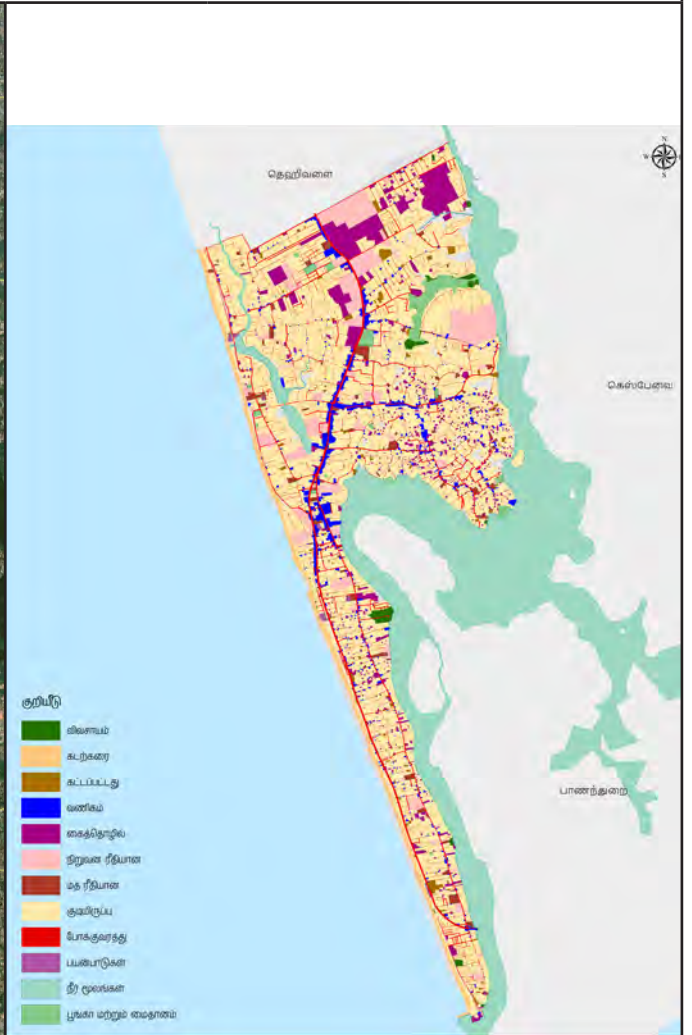 தெஹிவளை
N
W
S
கெஸ்பேவ
பாணந்துறை
குறியீடு
விவசாயம்
கடற்கரை
கட்டப்பட்டது
வணிகம்
கைத்தொழில்
நிறுவன ரீதியான
மத ரீதியான
குடியிருப்பு
போக்குவரத்து
பயன்பாடுகள்
நீர் மூலங்கள்
பூங்கா மற்றும் மைதானம்